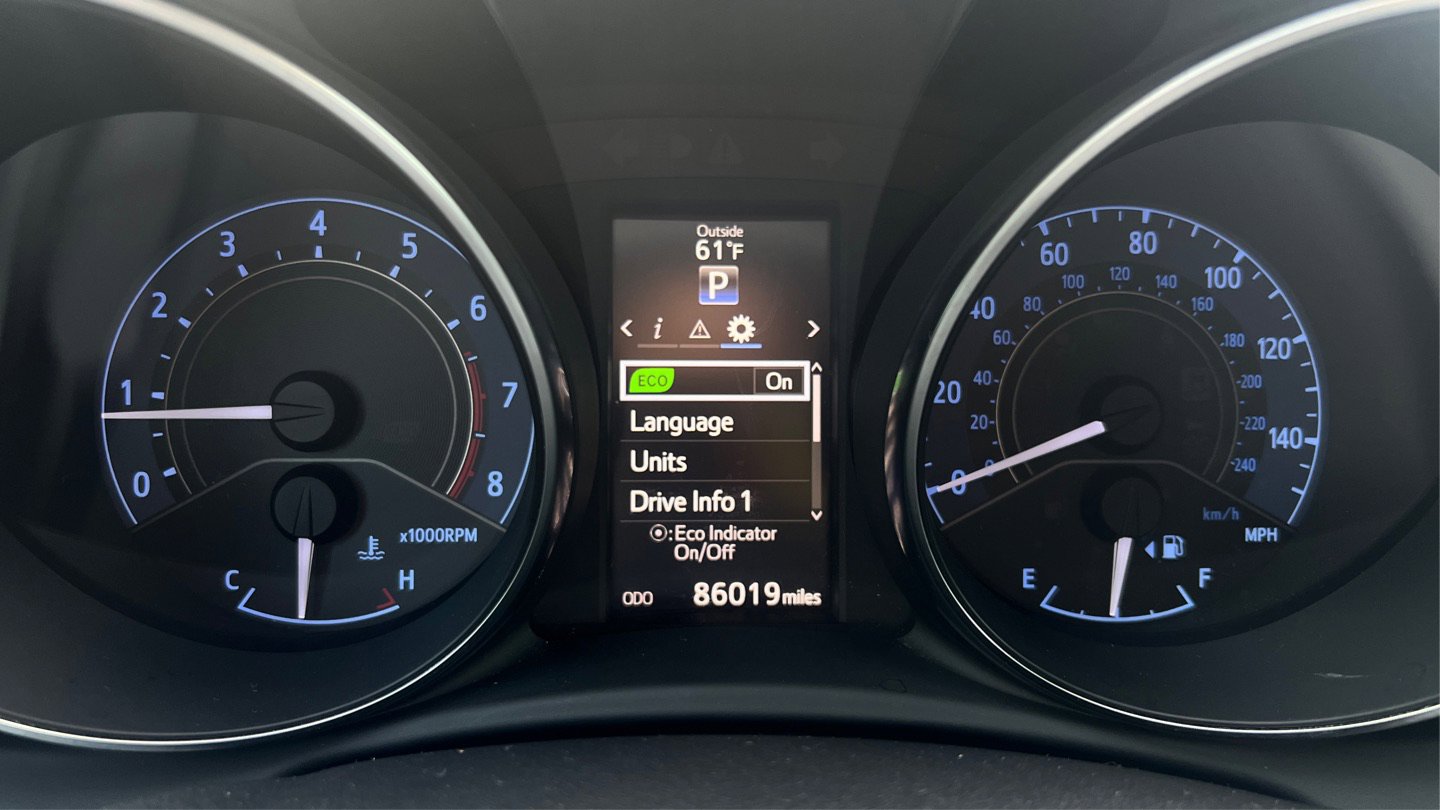 0
1
2
3
4
5
6
7
8
x1000RPM
C
H
Outside
61°F
P
i
ECO On
Language
Units
Drive Info 1
:Eco Indicator
On/Off
ODO 86019 miles
0
20
40
60
80
100
120
140
0
20
40
60
80
100
120
140
160
180
200
220
240
km/h
MPH
E
F